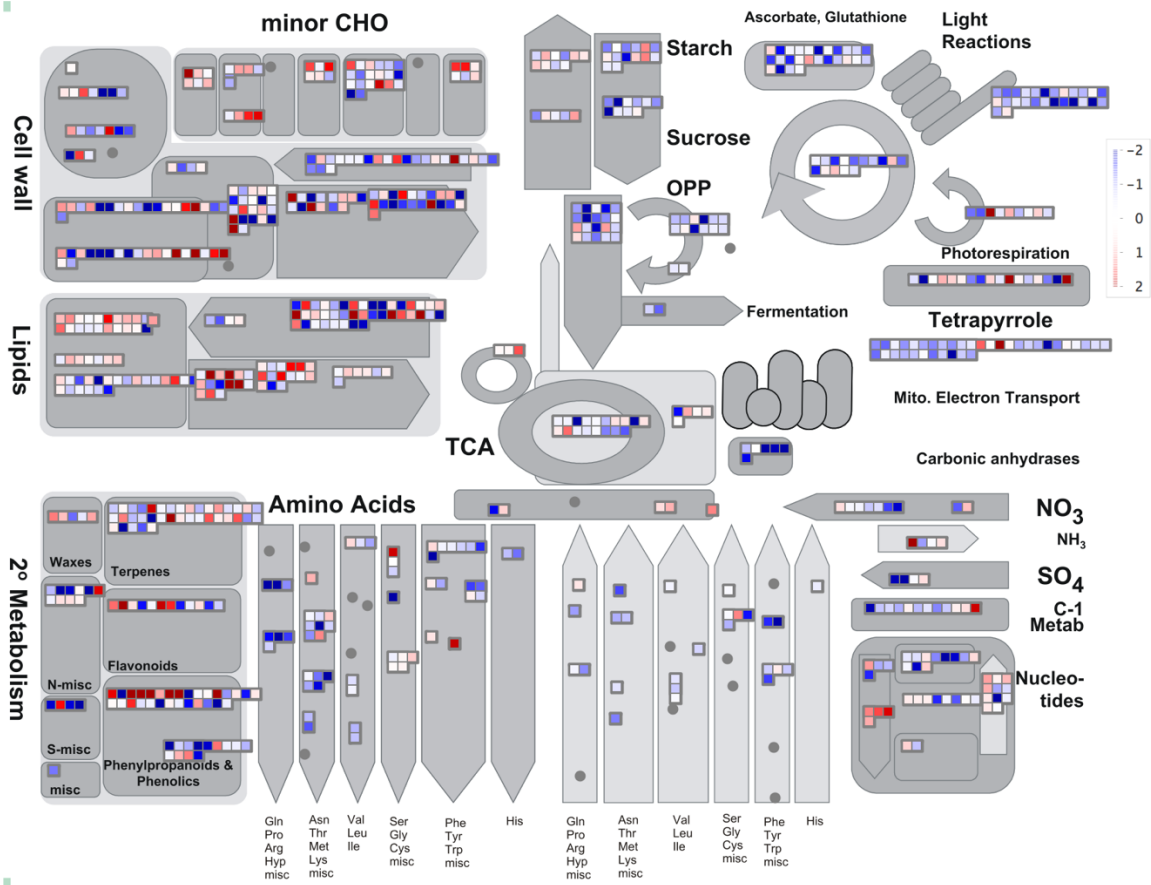 minor CHO
Ascorbate, Glutathione
Light
Reactions
Starch
Sucrose
OPP
Cell wall
−2
−1
0
1
2
Photorespiration
Tetrapyrrole
Fermentation
Lipids
Mito. Electron Transport
TCA
Carbonic anhydrases
Amino Acids
NO3
NH3
SO4
C-1
Metab
Nucleo-
tides
2° Metabolism
Waxes
Terpenes
Flavonoids
N-misc
S-misc
Phenylpropanoids &
Phenolics
misc
Gln
Pro
Arg
Hyp
misc
Asn
Thr
Met
Lys
misc
Val
Leu
Ile
Ser
Gly
Cys
misc
Phe
Tyr
Trp
misc
His
Gln
Pro
Arg
Hyp
misc
Asn
Thr
Met
Lys
misc
Val
Leu
Ile
Ser
Gly
Cys
misc
Phe
Tyr
Trp
misc
His